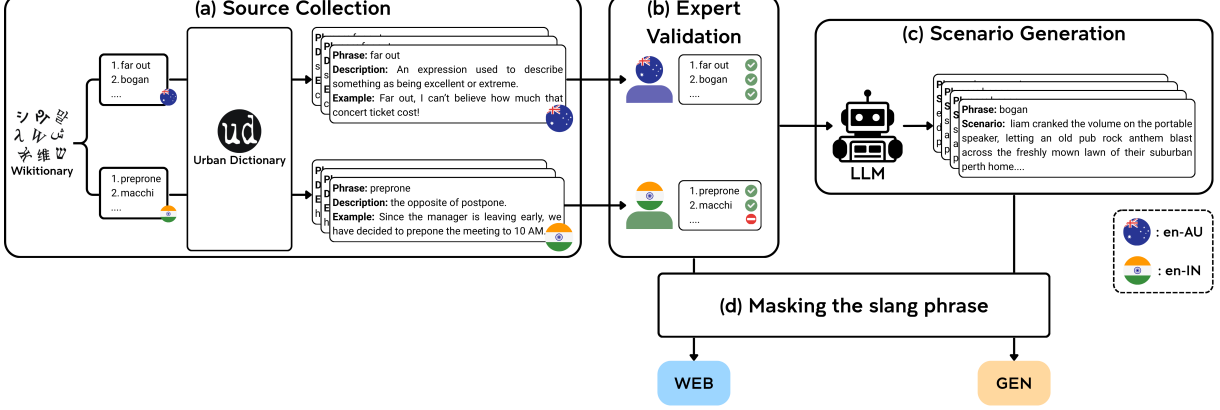 (a) Source Collection
シ
维
Wikitionary
1. far out
2. bogan
....
1. preprone
2. macchi
....
ud
Urban Dictionary
Phrase: far out
Description: An expression used to describe
something as being excellent or extreme.
Example: Far out, I can't believe how much that
concert ticket cost!
Phrase: preprone
Description: the opposite of postpone.
Example: Since the manager is leaving early, we
have decided to prepone the meeting to 10 AM.
(b) Expert
Validation
1. far out
2. bogan
....
1. preprone
2. macchi
....
(c) Scenario Generation
LLM
Phrase: bogan
Scenario: liam cranked the volume on the portable
speaker, letting an old pub rock anthem blast
across the freshly mown lawn of their suburban
perth home....
: en-AU
: en-IN
(d) Masking the slang phrase
WEB
GEN